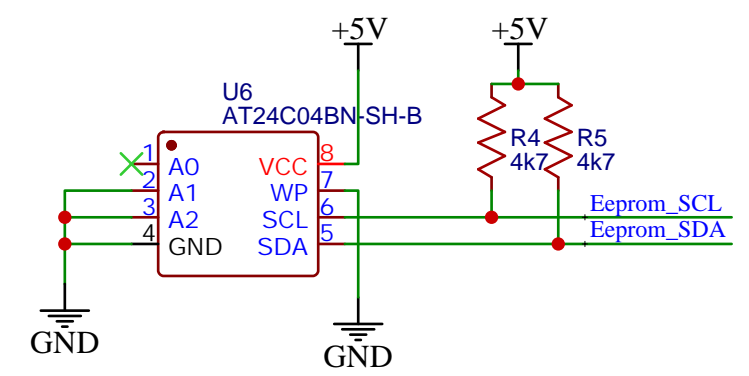 +5V
+5V
U6
AT24C04BN-SH-B
1
A0
2
A1
3
A2
4
GND
VCC
8
WP
7
SCL
6
SDA
5
R4
4k7
R5
4k7
Eeprom_SCL
Eeprom_SDA
GND
GND